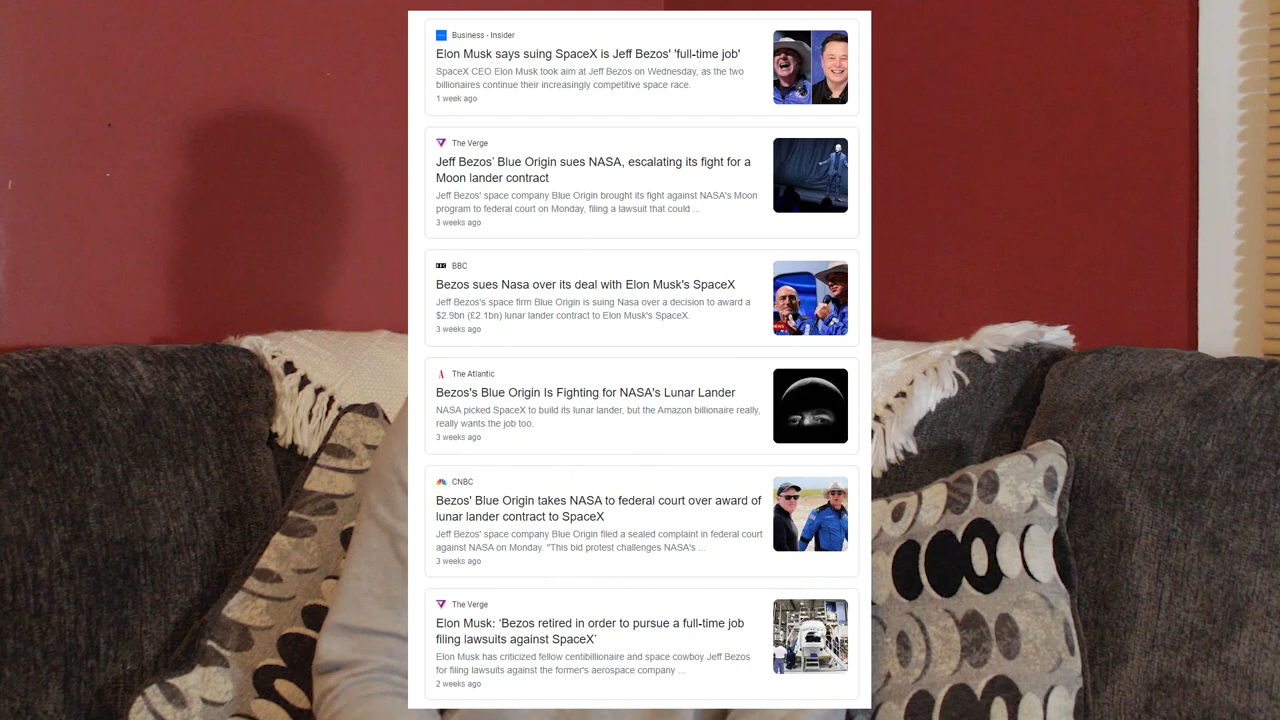 Business - Insider
Elon Musk says suing SpaceX is Jeff Bezos' 'full-time job'
SpaceX CEO Elon Musk took aim at Jeff Bezos on Wednesday, as the two
billionaires continue their increasingly competitive space race.
1 week ago
The Verge
Jeff Bezos' Blue Origin sues NASA, escalating its fight for a
Moon lander contract
Jeff Bezos' space company Blue Origin brought its fight against NASA's Moon
program to federal court on Monday, filing a lawsuit that could ...
3 weeks ago
BBC
Bezos sues Nasa over its deal with Elon Musk's SpaceX
Jeff Bezos's space firm Blue Origin is suing Nasa over a decision to award a
$2.9bn (£2.1bn) lunar lander contract to Elon Musk's SpaceX.
NEWS
3 weeks ago
The Atlantic
Bezos's Blue Origin Is Fighting for NASA's Lunar Lander
NASA picked SpaceX to build its lunar lander, but the Amazon billionaire really,
really wants the job too.
3 weeks ago
CNBC
Bezos' Blue Origin takes NASA to federal court over award of
lunar lander contract to SpaceX
Jeff Bezos' space company Blue Origin filed a sealed complaint in federal court
against NASA on Monday. "This bid protest challenges NASA's ...
3 weeks ago
The Verge
Elon Musk: ‘Bezos retired in order to pursue a full-time job
filing lawsuits against SpaceX’
Elon Musk has criticized fellow centibillionaire and space cowboy Jeff Bezos
for filing lawsuits against the former's aerospace company ...
2 weeks ago